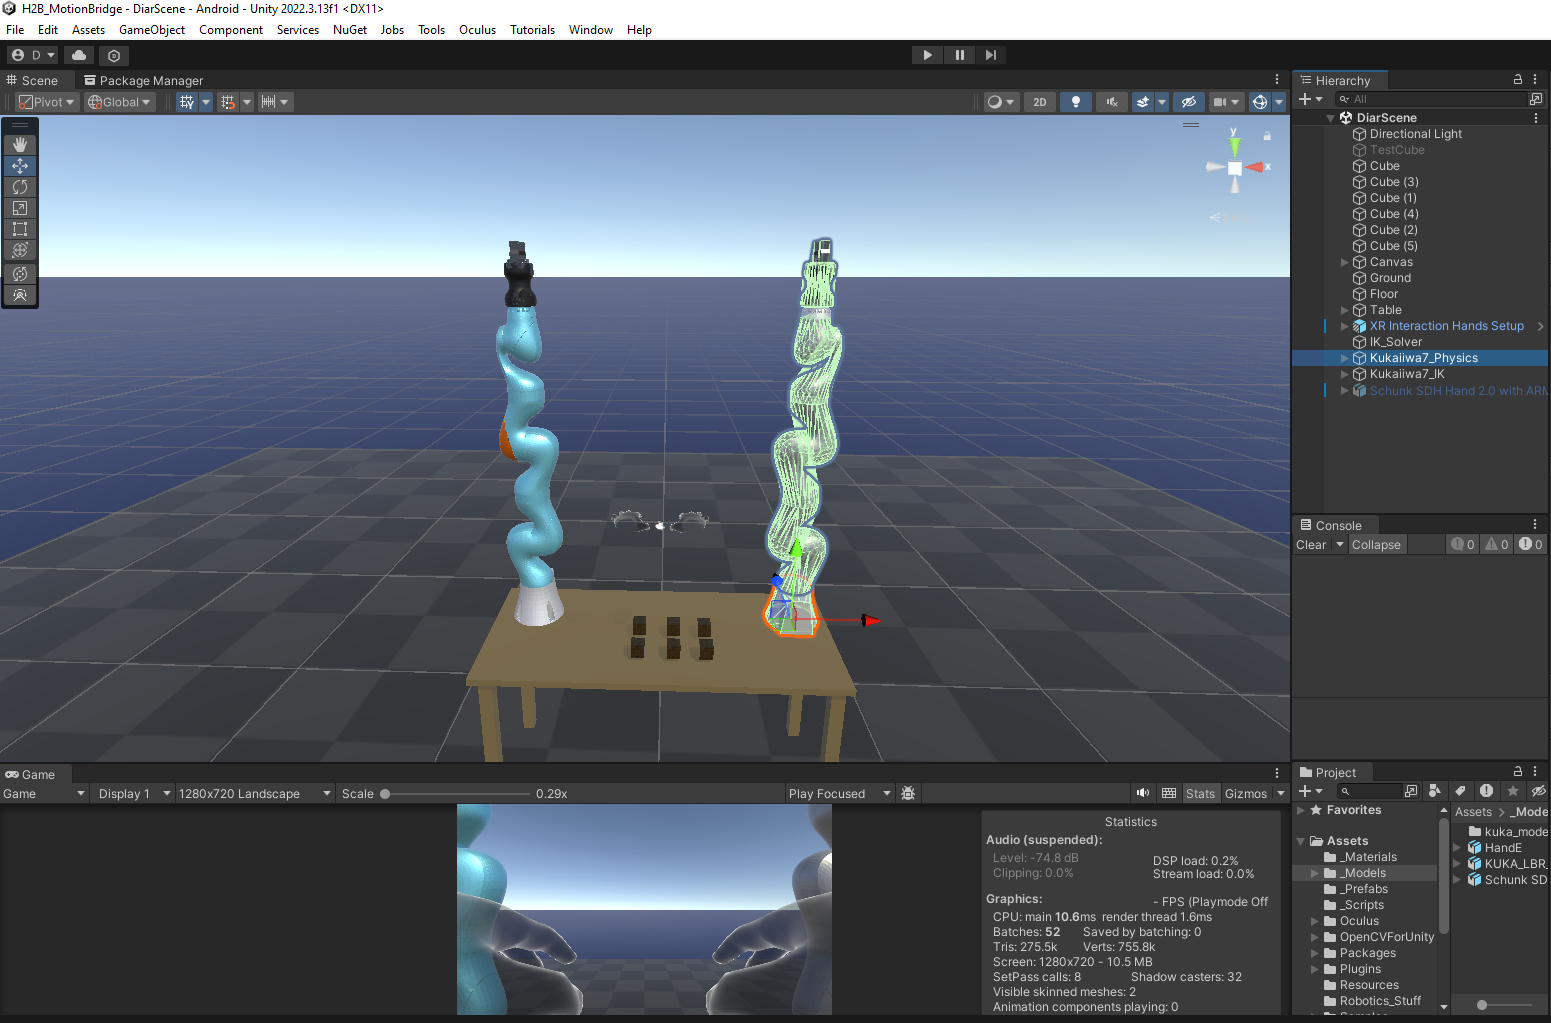 H2B_MotionBridge - DiarScene - Android - Unity 2022.3.13f1 <DX11>
File Edit Assets GameObject Component Services NuGet Jobs Tools Oculus Tutorials Window Help
D
Scene Package Manager
Pivot Global 2D
y
x
Hierarchy
All
DiarScene
Directional Light
TestCube
Cube
Cube (3)
Cube (1)
Cube (4)
Cube (2)
Cube (5)
Canvas
Ground
Floor
Table
XR Interaction Hands Setup
IK_Solver
Kukaiiwa7_Physics
Kukaiiwa7_IK
Schunk SDH Hand 2.0 with ARM
Console
Clear Collapse 0 0 0
Game
Game Display 1 1280x720 Landscape Scale 0.29x Play Focused Stats Gizmos
Statistics
Audio (suspended):
Level: -74.8 dB DSP load: 0.2%
Clipping: 0.0% Stream load: 0.0%
Graphics: - FPS (Playmode Off
CPU: main 10.6ms render thread 1.6ms
Batches: 52 Saved by batching: 0
Tris: 275.5k Verts: 755.8k
Screen: 1280x720 - 10.5 MB
SetPass calls: 8 Shadow casters: 32
Visible skinned meshes: 2
Animation components playing: 0
Project
Favorites
Assets
_Materials
_Models
_Prefabs
_Scripts
Oculus
OpenCVForUnity
Packages
Plugins
Resources
Robotics_Stuff
Assets > _Mode
kuka_mode
HandE
KUKA_LBR_
Schunk SD